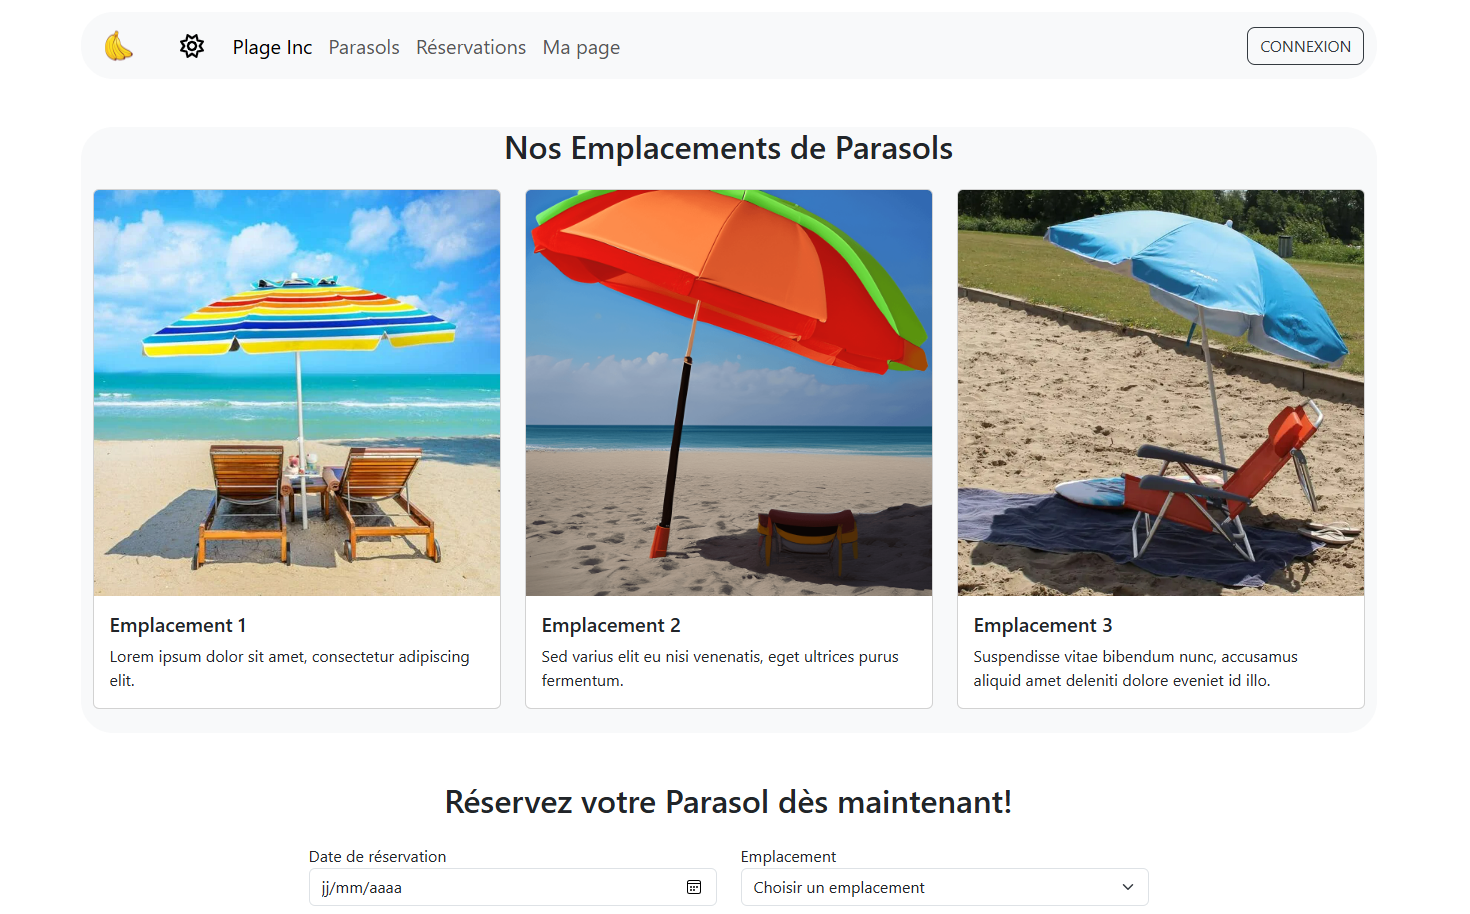 Plage Inc Parasols Réservations Ma page CONNEXION
Nos Emplacements de Parasols
Emplacement 1
Lorem ipsum dolor sit amet, consectetur adipiscing
elit.
Emplacement 2
Sed varius elit eu nisi venenatis, eget ultrices purus
fermentum.
Emplacement 3
Suspendisse vitae bibendum nunc, accusamus
aliquid amet deleniti dolore eveniet id illo.
Réservez votre Parasol dès maintenant!
Date de réservation
jj/mm/aaaa
Emplacement
Choisir un emplacement